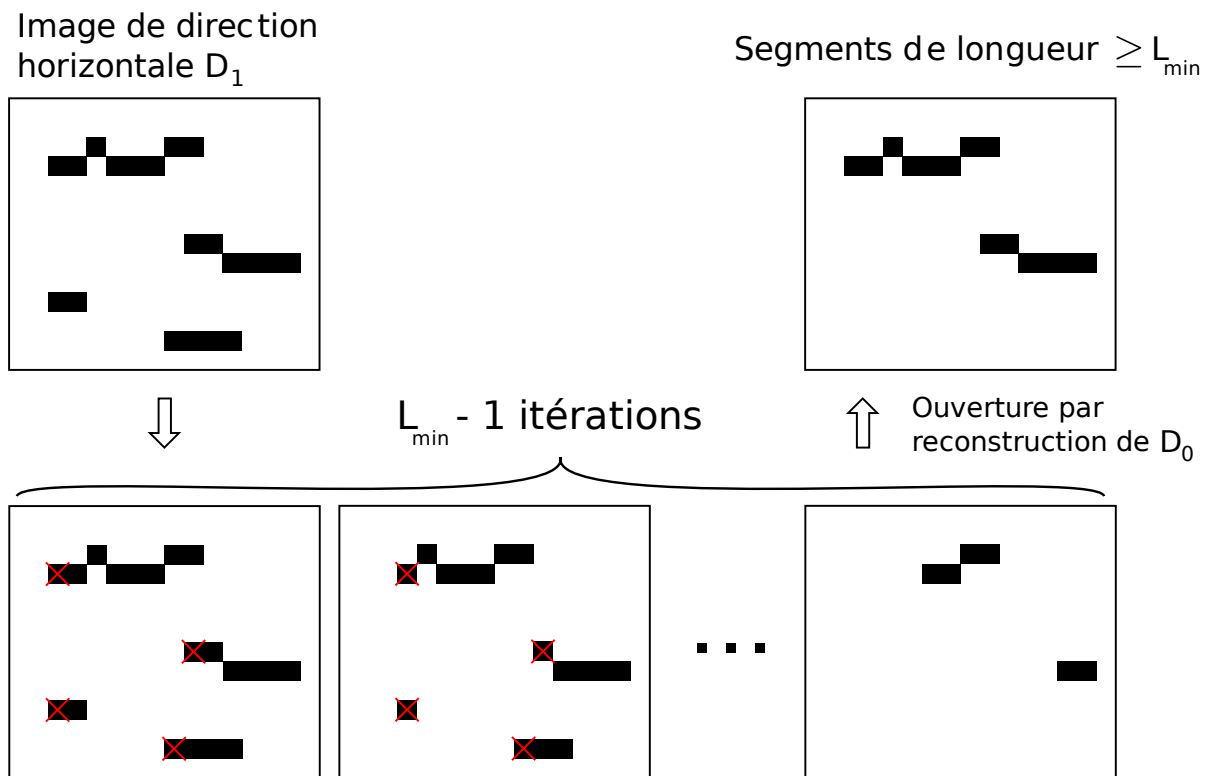 Image de direction
horizontale D₁
Segments de longueur ≥ Lmin
Lmin - 1 itérations
Ouverture par
reconstruction de D₀